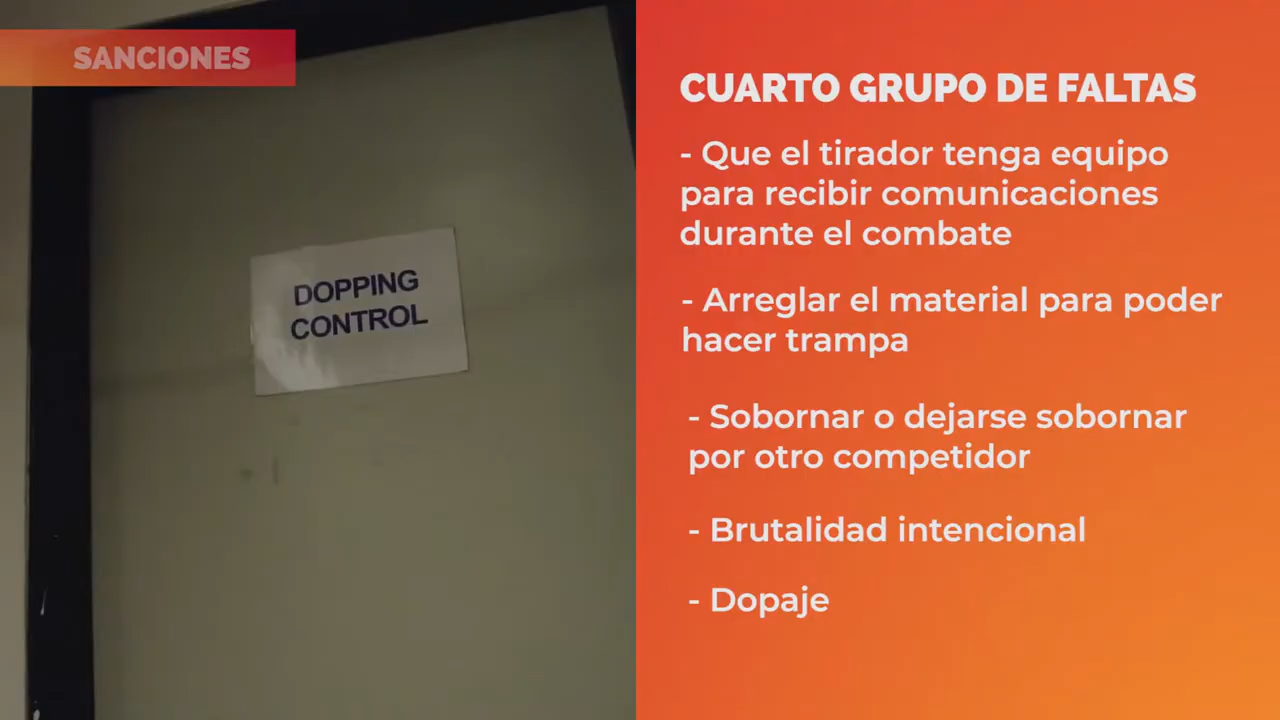 SANCIONES
DOPPING
CONTROL
CUARTO GRUPO DE FALTAS
- Que el tirador tenga equipo
para recibir comunicaciones
durante el combate
- Arreglar el material para poder
hacer trampa
- Sobornar o dejarse sobornar
por otro competidor
- Brutalidad intencional
- Dopaje